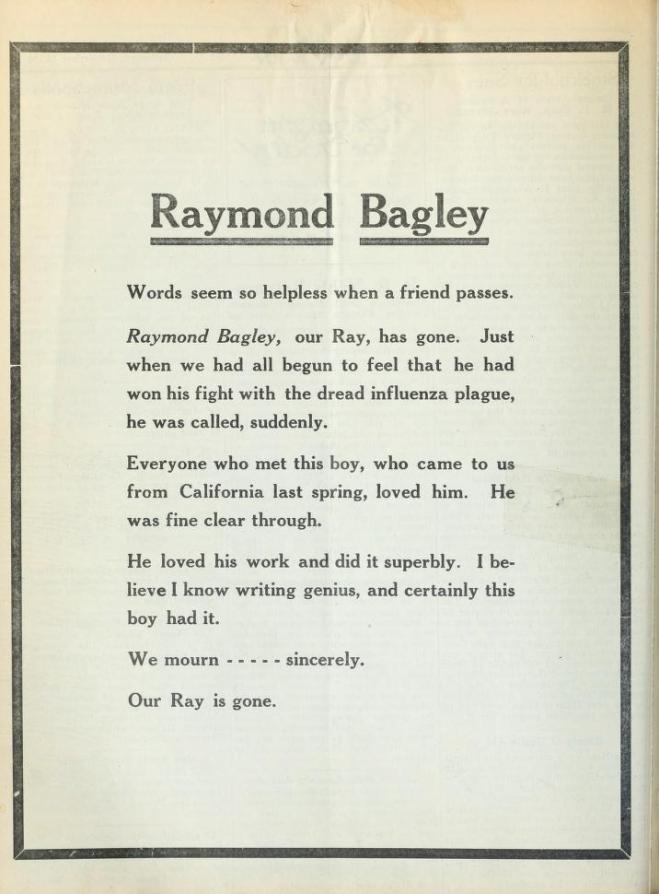 Raymond Bagley
Words seem so helpless when a friend passes.
Raymond Bagley, our Ray, has gone. Just
when we had all begun to feel that he had
won his fight with the dread influenza plague,
he was called, suddenly.
Everyone who met this boy, who came to us
from California last spring, loved him. He
was fine clear through.
He loved his work and did it superbly. I be-
lieve I know writing genius, and certainly this
boy had it.
We mourn - - - - - sincerely.
Our Ray is gone.